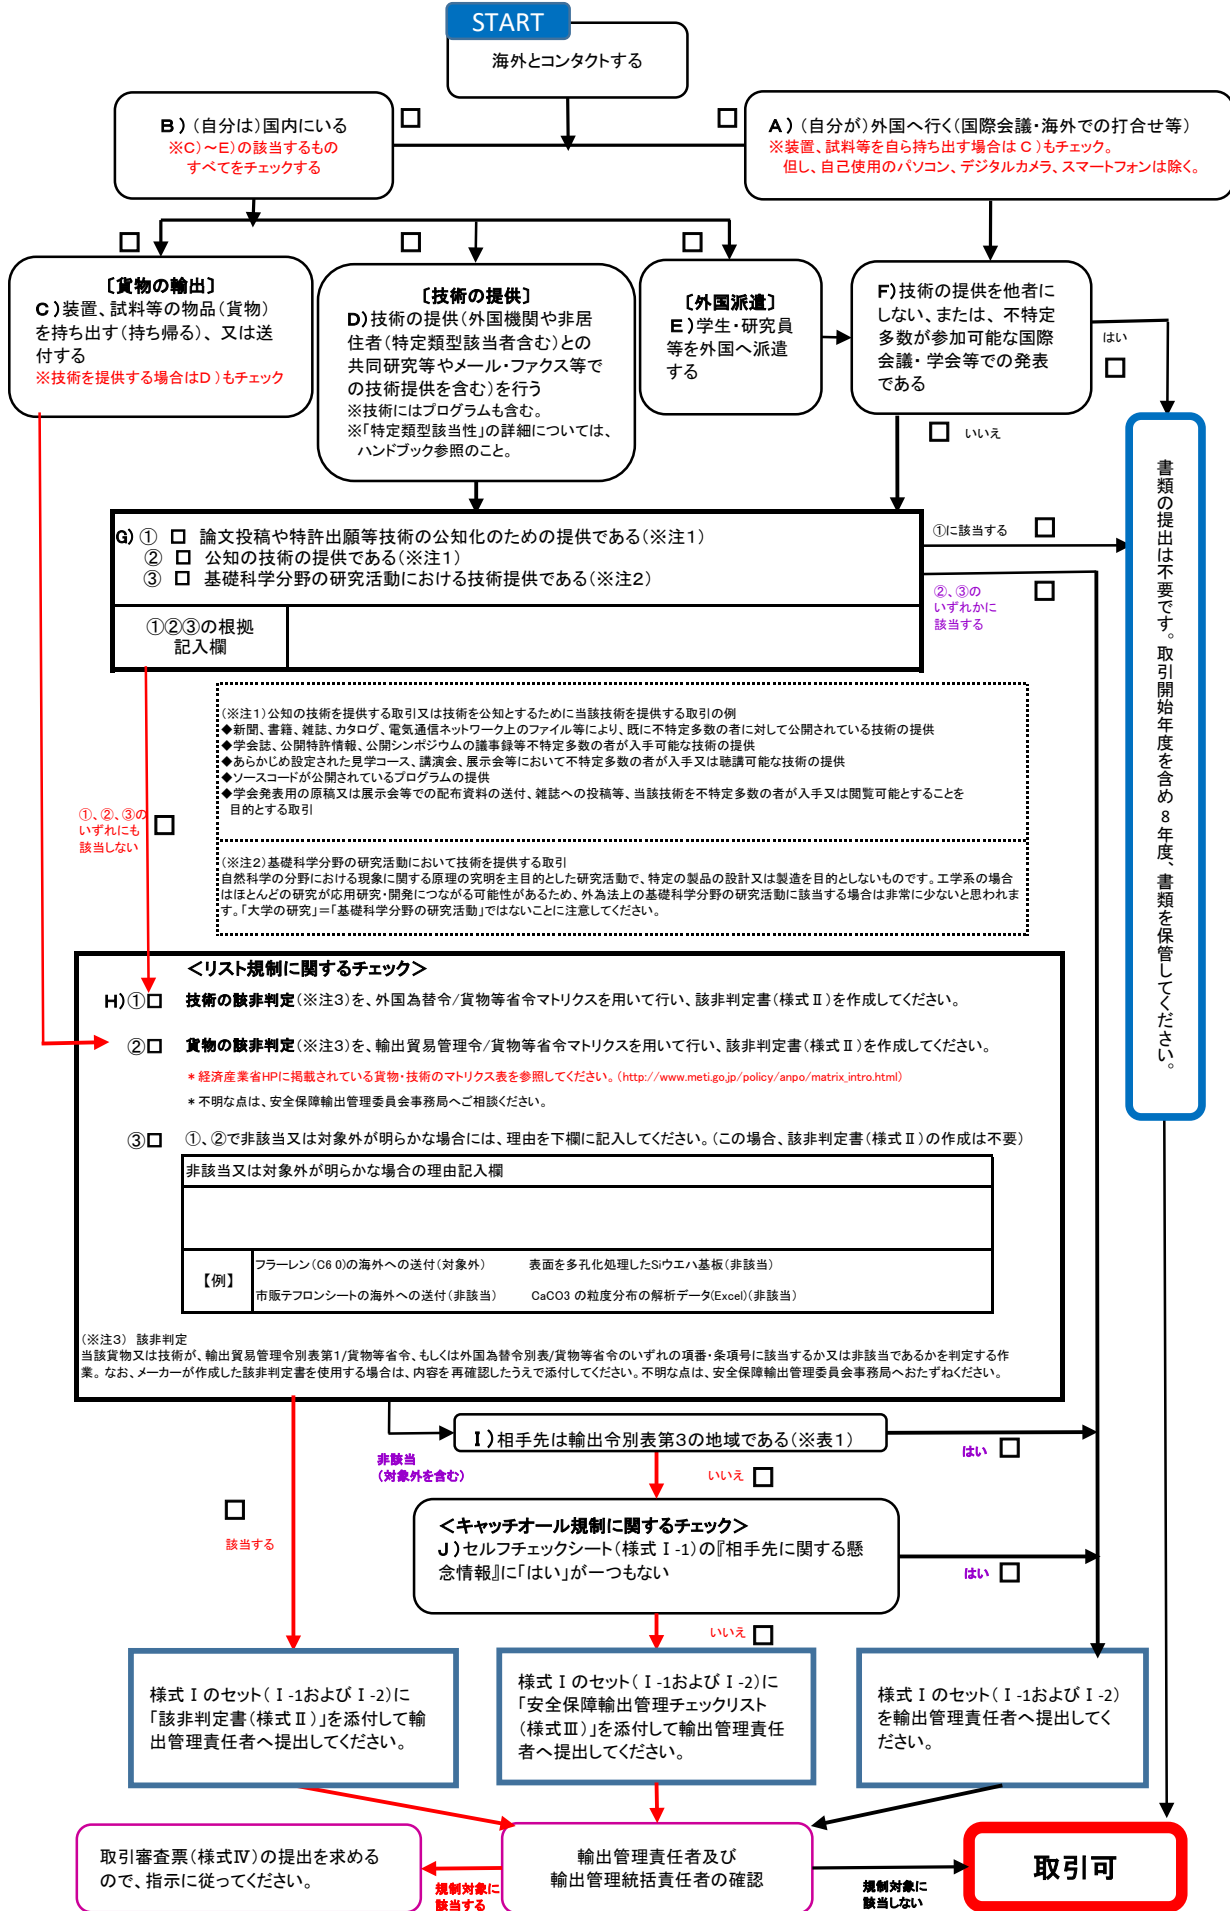 START
海外とコンタクトする
B)(自分は)国内にいる
※C)~E)の該当するもの
すべてをチェックする
A)(自分が)外国へ行く(国際会議・海外での打合せ等)
※装置、試料等を自ら持ち出す場合は C )もチェック。
但し、自己使用のパソコン、デジタルカメラ、スマートフォンは除く。
〔貨物の輸出〕
C)装置、試料等の物品(貨物)
を持ち出す(持ち帰る)、又は送
付する
※技術を提供する場合はD )もチェック
〔技術の提供〕
D)技術の提供(外国機関や非居
住者(特定類型該当者含む)との
共同研究等やメール・ファクス等で
の技術提供を含む)を行う
※技術にはプログラムも含む。
※「特定類型該当性」の詳細については、
ハンドブック参照のこと。
〔外国派遣〕
E)学生・研究員
等を外国へ派遣
する
F)技術の提供を他者に
しない、または、不特定
多数が参加可能な国際
会議・学会等での発表
である
はい
いいえ
G)① □ 論文投稿や特許出願等技術の公知化のための提供である(※注1)
② □ 公知の技術の提供である(※注1)
③ □ 基礎科学分野の研究活動における技術提供である(※注2)
①②③の根拠
記入欄
①に該当する
②、③の
いずれかに
該当する
書類の提出は不要です。取引開始年度を含め8年度、書類を保管してください。
(※注1)公知の技術を提供する取引又は技術を公知とするために当該技術を提供する取引の例
◆新聞、書籍、雑誌、カタログ、電気通信ネットワーク上のファイル等により、既に不特定多数の者に対して公開されている技術の提供
◆学会誌、公開特許情報、公開シンポジウムの議事録等不特定多数の者が入手可能な技術の提供
◆あらかじめ設定された見学コース、講演会、展示会等において不特定多数の者が入手又は聴講可能な技術の提供
◆ソースコードが公開されているプログラムの提供
◆学会発表用の原稿又は展示会等での配布資料の送付、雑誌への投稿等、当該技術を不特定多数の者が入手又は閲覧可能とすることを
目的とする取引
①、②、③の
いずれにも
該当しない
(※注2)基礎科学分野の研究活動において技術を提供する取引
自然科学の分野における現象に関する原理の究明を主目的とした研究活動で、特定の製品の設計又は製造を目的としないものです。工学系の場合
はほとんどの研究が応用研究・開発につながる可能性があるため、外為法上の基礎科学分野の研究活動に該当する場合は非常に少ないと思われま
す。「大学の研究」=「基礎科学分野の研究活動」ではないことに注意してください。
<リスト規制に関するチェック>
H)①□ 技術の該非判定(※注3)を、外国為替令/貨物等省令マトリクスを用いて行い、該非判定書(様式Ⅱ)を作成してください。
②□ 貨物の該非判定(※注3)を、輸出貿易管理令/貨物等省令マトリクスを用いて行い、該非判定書(様式Ⅱ)を作成してください。
* 経済産業省HPに掲載されている貨物・技術のマトリクス表を参照してください。(http://www.meti.go.jp/policy/anpo/matrix_intro.html)
* 不明な点は、安全保障輸出管理委員会事務局へご相談ください。
③□ ①、②で非該当又は対象外が明らかな場合には、理由を下欄に記入してください。(この場合、該非判定書(様式Ⅱ)の作成は不要)
非該当又は対象外が明らかな場合の理由記入欄
【例】
フラーレン(C6 0)の海外への送付(対象外) 表面を多孔化処理したSiウエハ基板(非該当)
市販テフロンシートの海外への送付(非該当) CaCO3 の粒度分布の解析データ(Excel)(非該当)
(※注3) 該非判定
当該貨物又は技術が、輸出貿易管理令別表第1/貨物等省令、もしくは外国為替令別表/貨物等省令のいずれの項番・条項号に該当するか又は非該当であるかを判定する作
業。なお、メーカーが作成した該非判定書を使用する場合は、内容を再確認したうえで添付してください。不明な点は、安全保障輸出管理委員会事務局へおたずねください。
I)相手先は輸出令別表第3の地域である(※表1)
非該当
(対象外を含む)
はい
いいえ
該当する
<キャッチオール規制に関するチェック>
J)セルフチェックシート(様式Ⅰ-1)の『相手先に関する懸
念情報』に「はい」が一つもない
はい
いいえ
様式Ⅰのセット(Ⅰ-1およびⅠ-2)に
「該非判定書(様式Ⅱ)」を添付して輸
出管理責任者へ提出してください。
様式Ⅰのセット(Ⅰ-1およびⅠ-2)に
「安全保障輸出管理チェックリスト
(様式Ⅲ)」を添付して輸出管理責任
者へ提出してください。
様式Ⅰのセット(Ⅰ-1およびⅠ-2)
を輸出管理責任者へ提出してく
ださい。
取引審査票(様式Ⅳ)の提出を求める
ので、指示に従ってください。
規制対象に
該当する
輸出管理責任者及び
輸出管理統括責任者の確認
規制対象に
該当しない
取引可